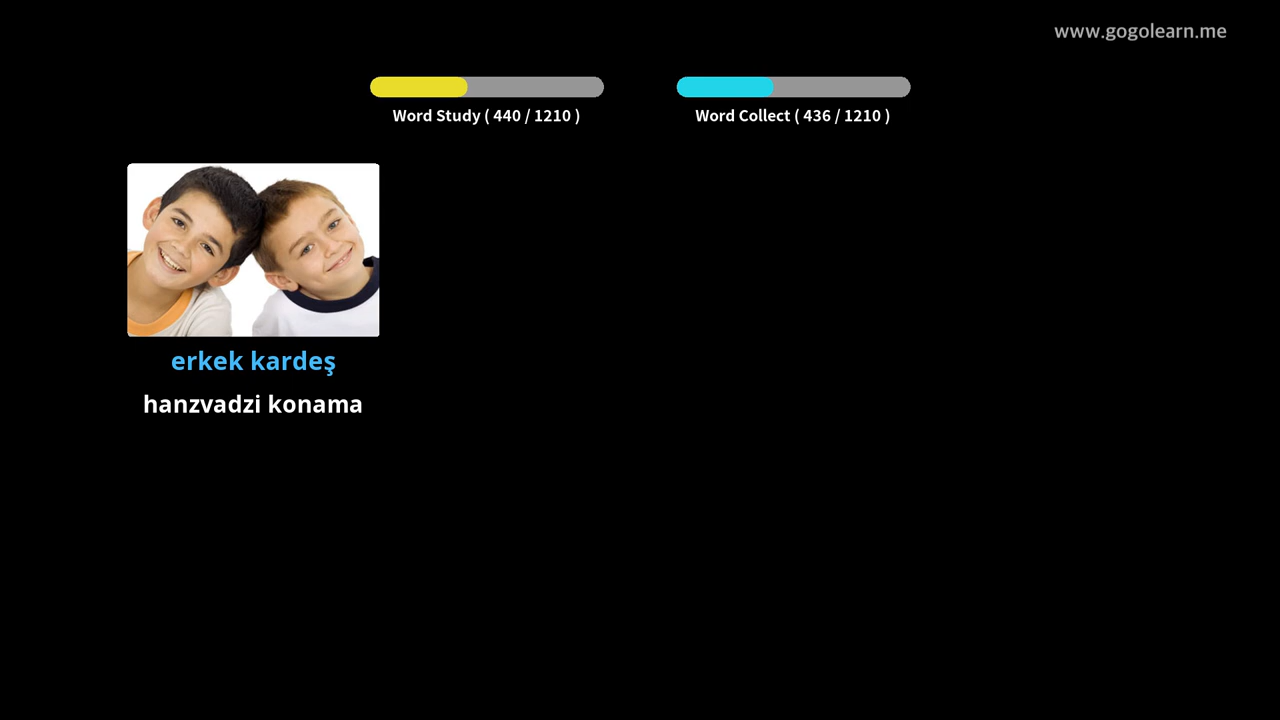 www.gogolearn.me
Word Study ( 440 / 1210 )
Word Collect ( 436 / 1210 )
erkek kardeş
hanzvadzi konama